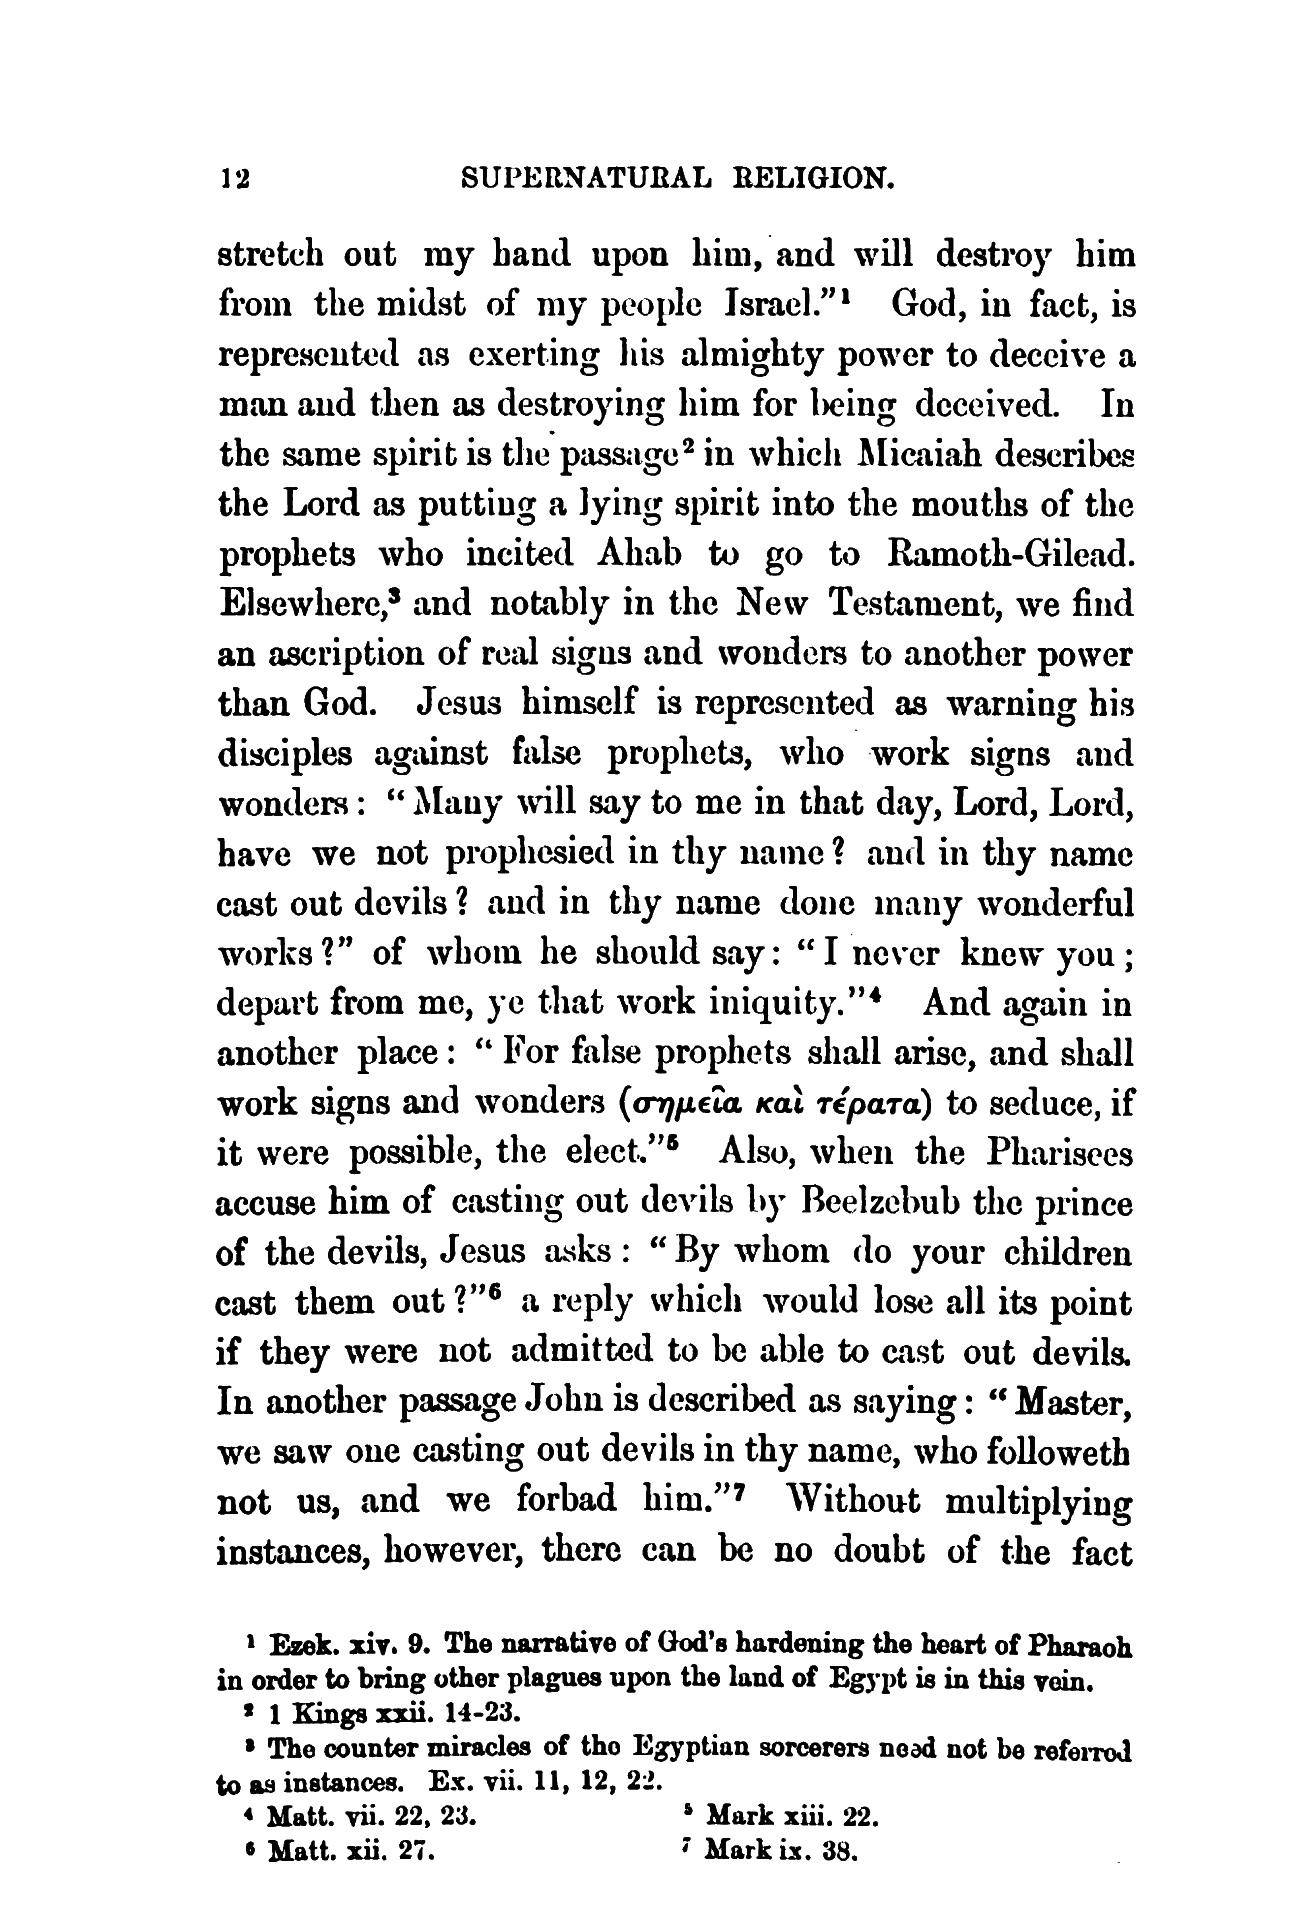 12 SUPERNATURAL RELIGION.
stretch out my hand upon him, and will destroy him
from the midst of my people Israel.”¹ God, in fact, is
represented as exerting his almighty power to deceive a
man and then as destroying him for being deceived. In
the same spirit is the passage² in which Micaiah describes
the Lord as putting a lying spirit into the mouths of the
prophets who incited Ahab to go to Ramoth-Gilead.
Elsewhere,³ and notably in the New Testament, we find
an ascription of real signs and wonders to another power
than God. Jesus himself is represented as warning his
disciples against false prophets, who work signs and
wonders : “ Many will say to me in that day, Lord, Lord,
have we not prophesied in thy name ? and in thy name
cast out devils ? and in thy name done many wonderful
works ?” of whom he should say : “ I never knew you ;
depart from me, ye that work iniquity.”⁴ And again in
another place : “ For false prophets shall arise, and shall
work signs and wonders (σημεῖα καὶ τέρατα) to seduce, if
it were possible, the elect.”⁵ Also, when the Pharisees
accuse him of casting out devils by Beelzebub the prince
of the devils, Jesus asks : “ By whom do your children
cast them out ?”⁶ a reply which would lose all its point
if they were not admitted to be able to cast out devils.
In another passage John is described as saying : “ Master,
we saw one casting out devils in thy name, who followeth
not us, and we forbad him.”⁷ Without multiplying
instances, however, there can be no doubt of the fact
¹ Ezek. xiv. 9. The narrative of God’s hardening the heart of Pharaoh
in order to bring other plagues upon the land of Egypt is in this vein.
² 1 Kings xxii. 14-23.
³ The counter miracles of the Egyptian sorcerers need not be referred
to as instances. Ex. vii. 11, 12, 22.
⁴ Matt. vii. 22, 23. ⁵ Mark xiii. 22.
⁶ Matt. xii. 27. ⁷ Mark ix. 38.